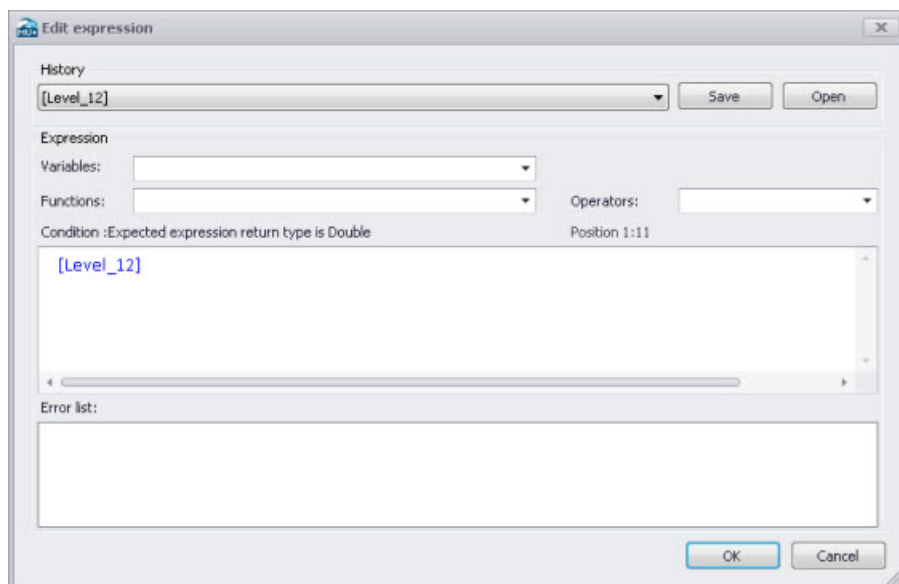 Edit expression
History
[Level_12]
Save
Open
Expression
Variables:
Functions:
Operators:
Condition :Expected expression return type is Double
Position 1:11
[Level_12]
Error list:
OK
Cancel